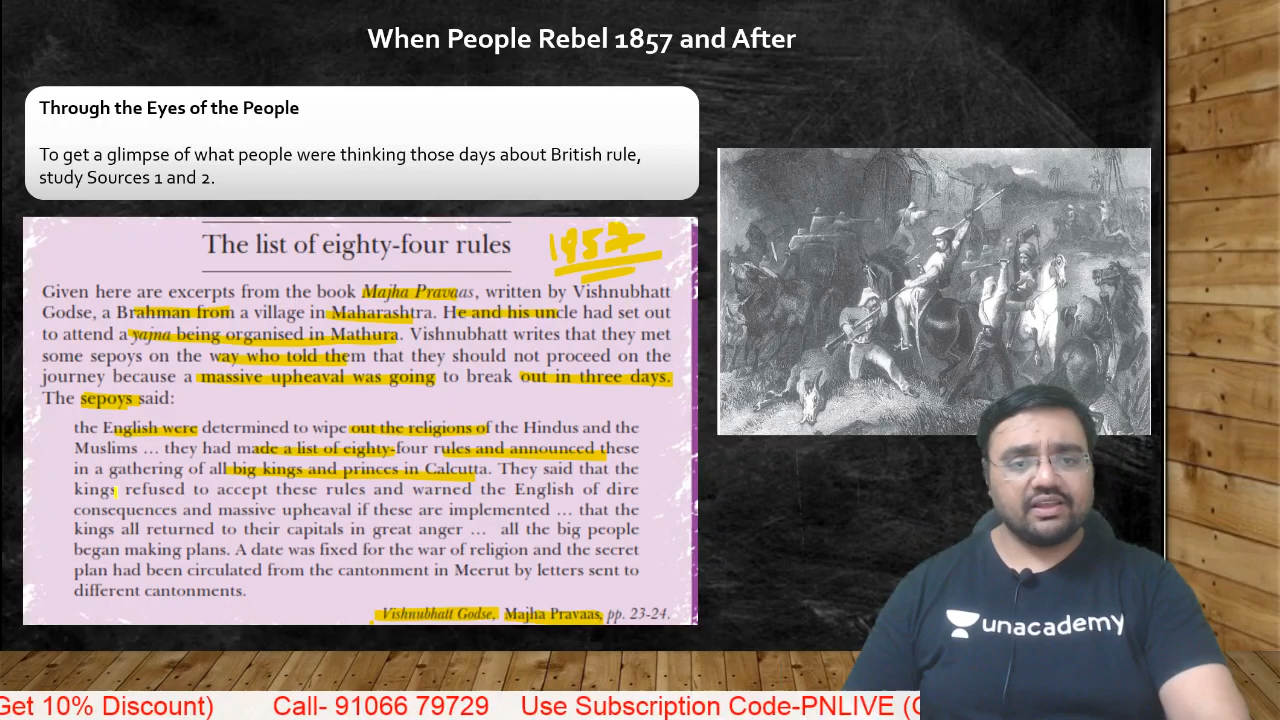 When People Rebel 1857 and After
Through the Eyes of the People
To get a glimpse of what people were thinking those days about British rule,
study Sources 1 and 2.
The list of eighty-four rules
1957
Given here are excerpts from the book Majha Pravaas, written by Vishnubhatt
Godse, a Brahman from a village in Maharashtra. He and his uncle had set out
to attend a yajna being organised in Mathura. Vishnubhatt writes that they met
some sepoys on the way who told them that they should not proceed on the
journey because a massive upheaval was going to break out in three days.
The sepoys said:
the English were determined to wipe out the religions of the Hindus and the
Muslims … they had made a list of eighty-four rules and announced these
in a gathering of all big kings and princes in Calcutta. They said that the
kings refused to accept these rules and warned the English of dire
consequences and massive upheaval if these are implemented … that the
kings all returned to their capitals in great anger … all the big people
began making plans. A date was fixed for the war of religion and the secret
plan had been circulated from the cantonment in Meerut by letters sent to
different cantonments.
Vishnubhatt Godse, Majha Pravaas, pp. 23-24.
unacademy
Get 10% Discount) Call- 91066 79729 Use Subscription Code-PNLIVE (